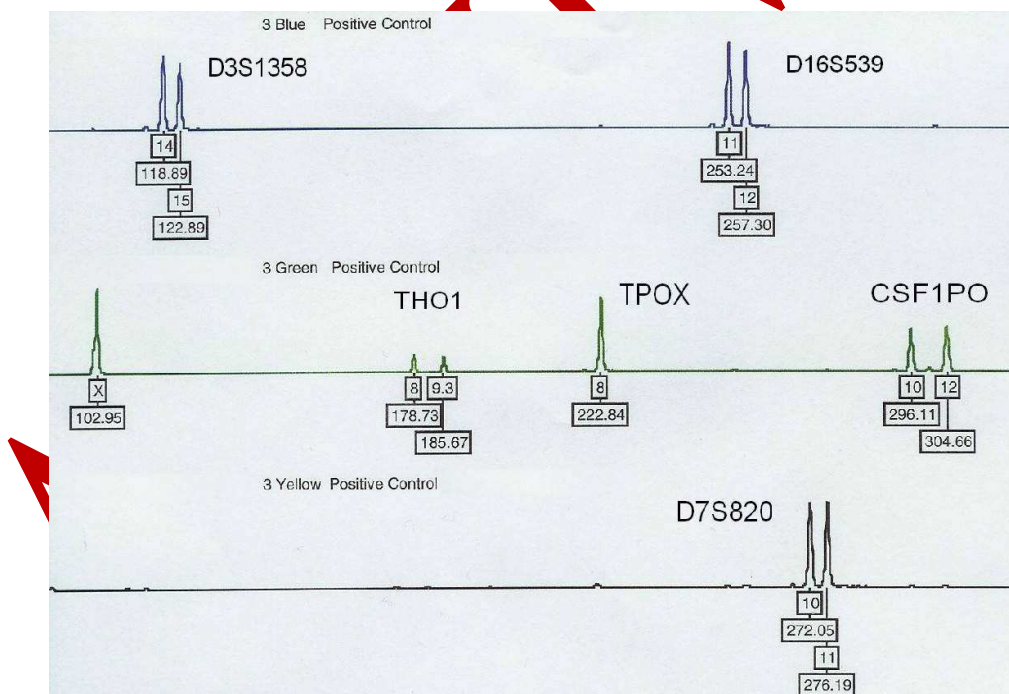 3 Blue Positive Control
D3S1358
D16S539
14
118.89
15
122.89
11
253.24
12
257.30
3 Green Positive Control
THO1
TPOX
CSF1PO
X
102.95
8
178.73
9.3
185.67
8
222.84
10
296.11
12
304.66
3 Yellow Positive Control
D7S820
10
272.05
11
276.19